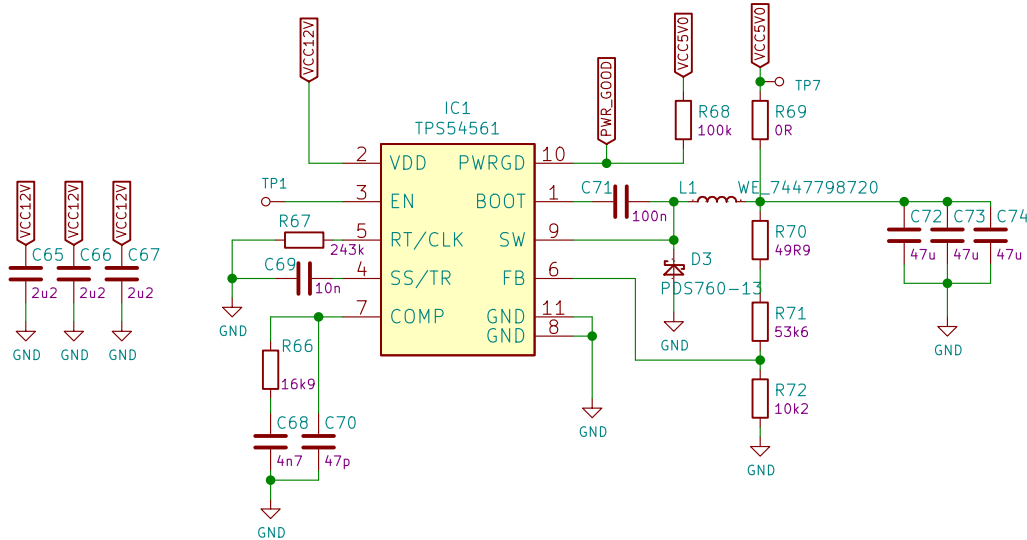 VCC12V
VCC5V0
VCC5V0
PWR_GOOD
TP7
IC1
TPS54561
R68
100k
R69
0R
2
VDD
PWRGD
10
TP1
3
EN
BOOT
1
C71
100n
L1
WE_7447798720
VCC12V
VCC12V
VCC12V
R67
243k
5
RT/CLK
SW
9
R70
49R9
C72
47u
C73
47u
C74
47u
C65
2u2
C66
2u2
C67
2u2
C69
10n
4
SS/TR
FB
6
D3
PDS760-13
GND
7
COMP
GND
11
GND
8
R71
53k6
GND
GND
GND
GND
GND
R66
16k9
R72
10k2
C68
4n7
C70
47p
GND
GND
GND